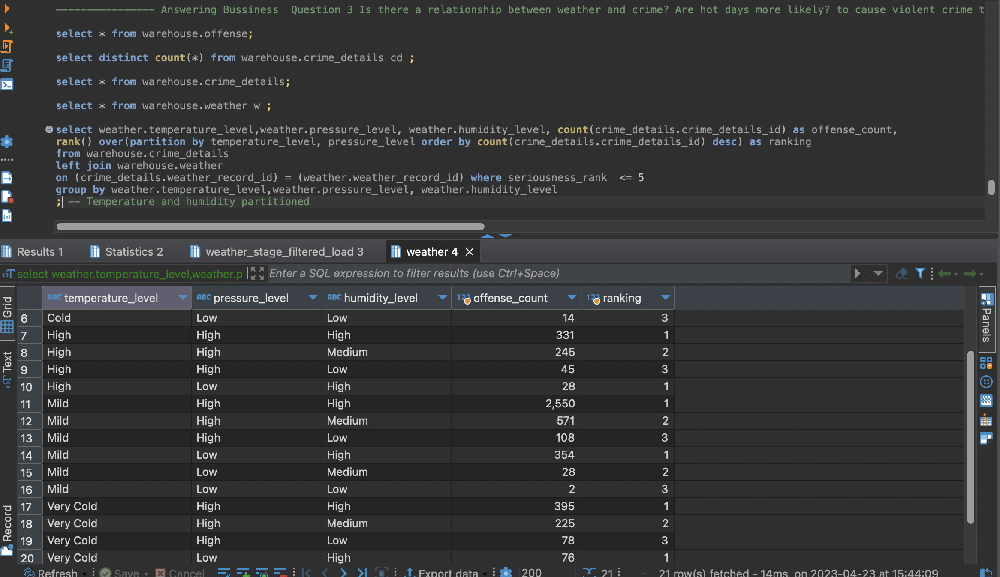 ---------------- Answering Bussiness  Question 3 Is there a relationship between weather and crime? Are hot days more likely? to cause violent crime t
select * from warehouse.offense;
select distinct count(*) from warehouse.crime_details cd ;
select * from warehouse.crime_details;
select * from warehouse.weather w ;
select weather.temperature_level,weather.pressure_level, weather.humidity_level, count(crime_details.crime_details_id) as offense_count,
rank() over(partition by temperature_level, pressure_level order by count(crime_details.crime_details_id) desc) as ranking
from warehouse.crime_details
left join warehouse.weather
on (crime_details.weather_record_id) = (weather.weather_record_id) where seriousness_rank  <= 5
group by weather.temperature_level,weather.pressure_level, weather.humidity_level
; -- Temperature and humidity partitioned
Results 1 Statistics 2 weather_stage_filtered_load 3 weather 4
select weather.temperature_level,weather.p Enter a SQL expression to filter results (use Ctrl+Space)
Grid
Text
Record
Panels
ABC temperature_level ABC pressure_level ABC humidity_level 123 offense_count 123 ranking
6 Cold Low Low 14 3
7 High High High 331 1
8 High High Medium 245 2
9 High High Low 45 3
10 High Low High 28 1
11 Mild High High 2,550 1
12 Mild High Medium 571 2
13 Mild High Low 108 3
14 Mild Low High 354 1
15 Mild Low Medium 28 2
16 Mild Low Low 2 3
17 Very Cold High High 395 1
18 Very Cold High Medium 225 2
19 Very Cold High Low 78 3
20 Very Cold Low High 76 1
Refresh Save Cancel Export data 200 21 21 row(s) fetched - 14ms, on 2023-04-23 at 15:44:09